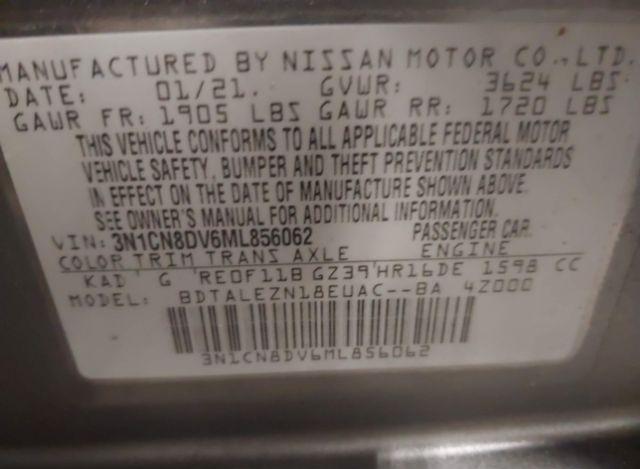 MANUFACTURED BY NISSAN MOTOR CO., LTD.
DATE: 01/21. GVWR: 3624 LBS
GAWR FR: 1905 LBS GAWR RR: 1720 LBS
THIS VEHICLE CONFORMS TO ALL APPLICABLE FEDERAL MOTOR
VEHICLE SAFETY, BUMPER AND THEFT PREVENTION STANDARDS
IN EFFECT ON THE DATE OF MANUFACTURE SHOWN ABOVE.
SEE OWNER'S MANUAL FOR ADDITIONAL INFORMATION.
VIN: 3N1CN8DV6ML856062 PASSENGER CAR
COLOR TRIM TRANS AXLE ENGINE
KAD G RE0F11B GZ39 HR16DE 1598 CC
MODEL: BDTALEZN18EUAC--BA 4Z000
3N1CN8DV6ML856062